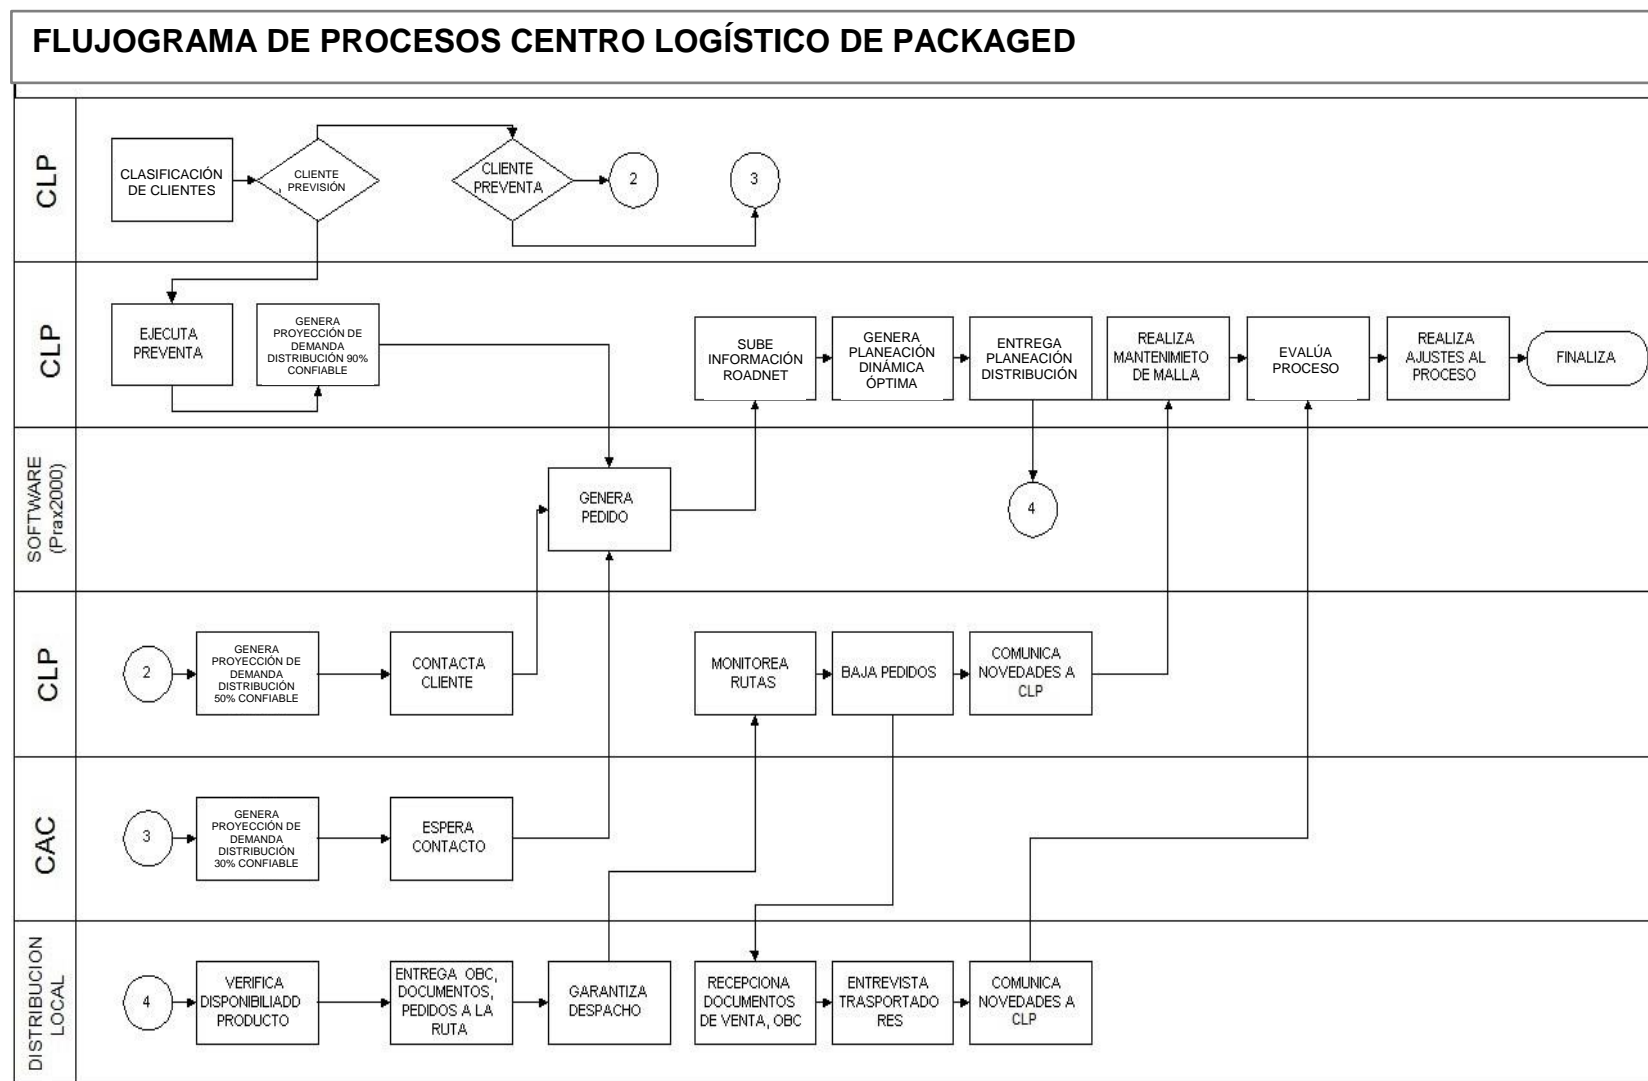 FLUJOGRAMA DE PROCESOS CENTRO LOGÍSTICO DE PACKAGED
CLP
CLASIFICACIÓN
DE CLIENTES
CLIENTE
, PREVISIÓN
CLIENTE
PREVENTA
2
3
CLP
EJECUTA
PREVENTA
GENERA
PROYECCIÓN DE
DEMANDA
DISTRIBUCIÓN 90%
CONFIABLE
SUBE
INFORMACIÓN
ROADNET
GENERA
PLANEACIÓN
DINÁMICA
ÓPTIMA
ENTREGA
PLANEACIÓN
DISTRIBUCIÓN
REALIZA
MANTENIMIETO
DE MALLA
EVALÚA
PROCESO
REALIZA
AJUSTES AL
PROCESO
FINALIZA
SOFTWARE
(Prax2000)
GENERA
PEDIDO
4
CLP
2
GENERA
PROYECCIÓN DE
DEMANDA
DISTRIBUCIÓN
50% CONFIABLE
CONTACTA
CLIENTE
MONITOREA
RUTAS
BAJA PEDIDOS
COMUNICA
NOVEDADES A
CLP
CAC
3
GENERA
PROYECCIÓN DE
DEMANDA
DISTRIBUCIÓN
30% CONFIABLE
ESPERA
CONTACTO
DISTRIBUCION
LOCAL
4
VERIFICA
DISPONIBILIADD
PRODUCTO
ENTREGA OBC,
DOCUMENTOS,
PEDIDOS A LA
RUTA
GARANTIZA
DESPACHO
RECEPCIONA
DOCUMENTOS
DE VENTA, OBC
ENTREVISTA
TRASPORTADO
RES
COMUNICA
NOVEDADES A
CLP